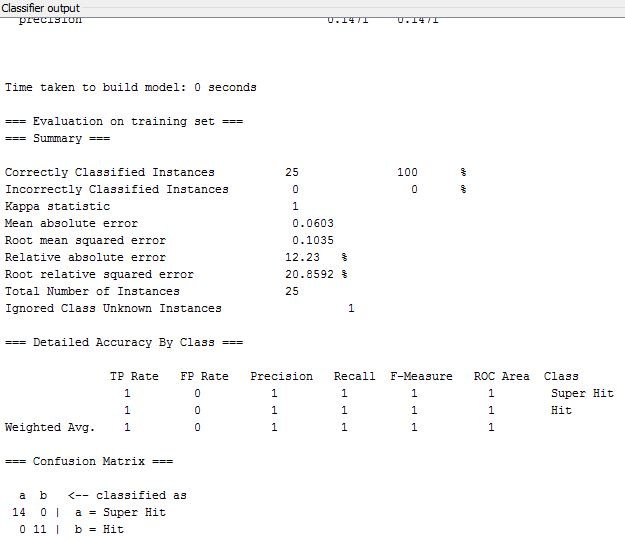 Classifier output
precision 0.1471 0.1471
Time taken to build model: 0 seconds
=== Evaluation on training set ===
=== Summary ===
Correctly Classified Instances 25 100 %
Incorrectly Classified Instances 0 0 %
Kappa statistic 1
Mean absolute error 0.0603
Root mean squared error 0.1035
Relative absolute error 12.23 %
Root relative squared error 20.8592 %
Total Number of Instances 25
Ignored Class Unknown Instances 1
=== Detailed Accuracy By Class ===
TP Rate FP Rate Precision Recall F-Measure ROC Area Class
1 0 1 1 1 1 Super Hit
1 0 1 1 1 1 Hit
Weighted Avg. 1 0 1 1 1 1
=== Confusion Matrix ===
a b <-- classified as
14 0 | a = Super Hit
0 11 | b = Hit